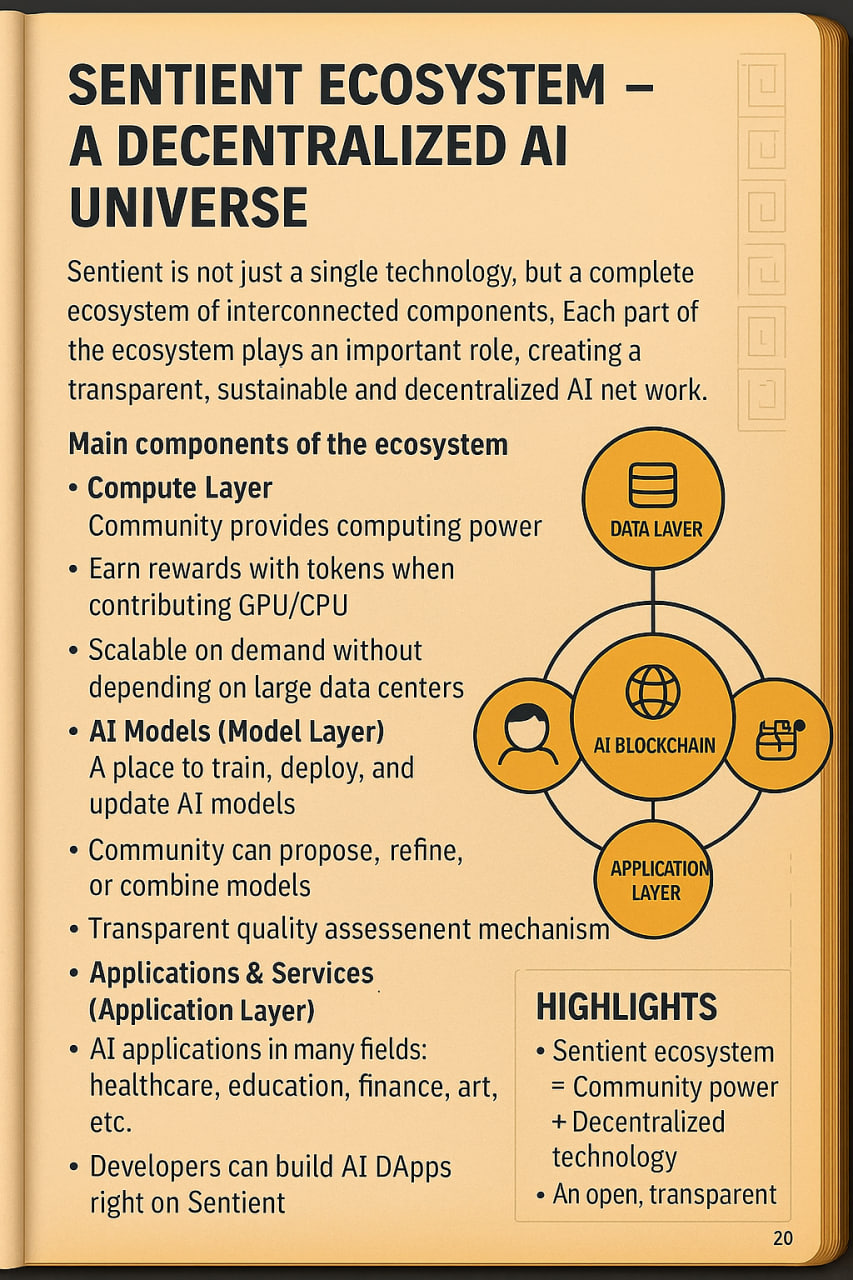 SENTIENT ECOSYSTEM –
A DECENTRALIZED AI
UNIVERSE
Sentient is not just a single technology, but a complete
ecosystem of interconnected components, Each part of
the ecosystem plays an important role, creating a
transparent, sustainable and decentralized AI net work.
Main components of the ecosystem
• Compute Layer
Community provides computing power
• Earn rewards with tokens when
contributing GPU/CPU
• Scalable on demand without
depending on large data centers
• AI Models (Model Layer)
A place to train, deploy, and
update AI models
• Community can propose, refine,
or combine models
• Transparent quality assessenent mechanism
• Applications & Services
(Application Layer)
• AI applications in many fields:
healthcare, education, finance, art,
etc.
• Developers can build AI DApps
right on Sentient
DATA LAVER
AI BLOCKCHAIN
APPLICATION
LAYER
HIGHLIGHTS
• Sentient ecosystem
= Community power
+ Decentralized
technology
• An open, transparent
20